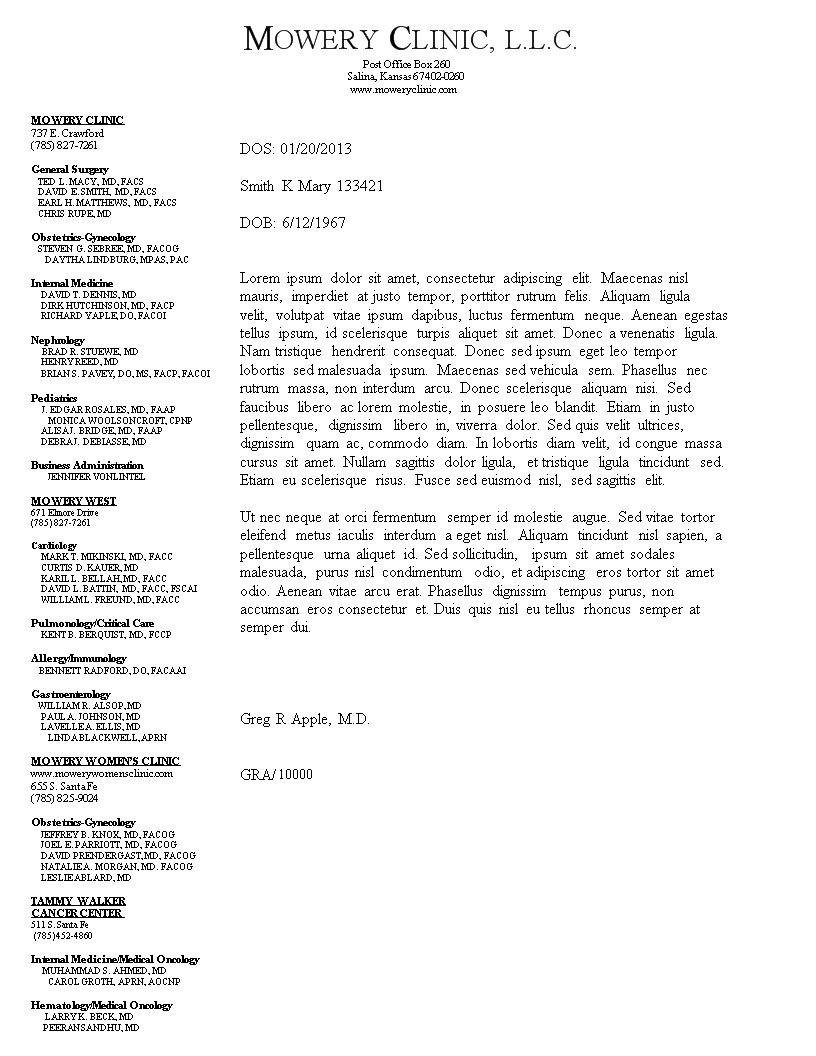 MOWERY CLINIC, L.L.C.
Post Office Box 260
Salina, Kansas 67402-0260
www.moweryclinic.com
MOWERY CLINIC
737 E. Crawford
(785) 827-7261
General Surgery
TED L. MACY, MD, FACS
DAVID E. SMITH, MD, FACS
EARL H. MATTHEWS, MD, FACS
CHRIS RUPE, MD
Obstetrics-Gynecology
STEVEN G. SEBREE, MD, FACOG
DAYTHA LINDBURG, MPAS, PAC
Internal Medicine
DAVID T. DENNIS, MD
DIRK HUTCHINSON, MD, FACP
RICHARD YAPLE, DO, FACOI
Nephrology
BRAD R. STUEWE, MD
HENRY REED, MD
BRIAN S. PAVEY, DO, MS, FACP, FACOI
Pediatrics
J. EDGAR ROSALES, MD, FAAP
MONICA WOOLSONCROFT, CPNP
ALISA J. BRIDGE, MD, FAAP
DEBRA J. DEBIASSE, MD
Business Administration
JENNIFER VONLINTEL
MOWERY WEST
671 Elmore Drive
(785) 827-7261
Cardiology
MARK T. MIKINSKI, MD, FACC
CURTIS D. KAUER, MD
KARIL L. BELLAH, MD, FACC
DAVID L. BATTIN, MD, FACC, FSCAI
WILLIAM L. FREUND, MD, FACC
Pulmonology/Critical Care
KENT B. BERQUIST, MD, FCCP
Allergy/Immunology
BENNETT RADFORD, DO, FACAAI
Gastroenterology
WILLIAM R. ALSOP, MD
PAUL A. JOHNSON, MD
LAVELLE A. ELLIS, MD
LINDA BLACKWELL, APRN
MOWERY WOMEN'S CLINIC
www.mowerywomensclinic.com
655 S. Santa Fe
(785) 825-9024
Obstetrics-Gynecology
JEFFREY B. KNOX, MD, FACOG
JOEL E. PARRIOTT, MD, FACOG
DAVID PRENDERGAST, MD, FACOG
NATALIE A. MORGAN, MD. FACOG
LESLIE ABLARD, MD
TAMMY WALKER
CANCER CENTER
511 S. Santa Fe
(785)452-4860
Internal Medicine/Medical Oncology
MUHAMMAD S. AHMED, MD
CAROL GROTH, APRN, AOCNP
Hematology/Medical Oncology
LARRY K. BECK, MD
PEERAN SANDHU, MD
DOS: 01/20/2013
Smith K Mary 133421
DOB: 6/12/1967
Lorem ipsum dolor sit amet, consectetur adipiscing elit. Maecenas nisl
mauris, imperdiet at justo tempor, porttitor rutrum felis. Aliquam ligula
velit, volutpat vitae ipsum dapibus, luctus fermentum neque. Aenean egestas
tellus ipsum, id scelerisque turpis aliquet sit amet. Donec a venenatis ligula.
Nam tristique hendrerit consequat. Donec sed ipsum eget leo tempor
lobortis sed malesuada ipsum. Maecenas sed vehicula sem. Phasellus nec
rutrum massa, non interdum arcu. Donec scelerisque aliquam nisi. Sed
faucibus libero ac lorem molestie, in posuere leo blandit. Etiam in justo
pellentesque, dignissim libero in, viverra dolor. Sed quis velit ultrices,
dignissim quam ac, commodo diam. In lobortis diam velit, id congue massa
cursus sit amet. Nullam sagittis dolor ligula, et tristique ligula tincidunt sed.
Etiam eu scelerisque risus. Fusce sed euismod nisl, sed sagittis elit.
Ut nec neque at orci fermentum semper id molestie augue. Sed vitae tortor
eleifend metus iaculis interdum a eget nisl. Aliquam tincidunt nisl sapien, a
pellentesque urna aliquet id. Sed sollicitudin, ipsum sit amet sodales
malesuada, purus nisl condimentum odio, et adipiscing eros tortor sit amet
odio. Aenean vitae arcu erat. Phasellus dignissim tempus purus, non
accumsan eros consectetur et. Duis quis nisl eu tellus rhoncus semper at
semper dui.
Greg R Apple, M.D.
GRA/10000